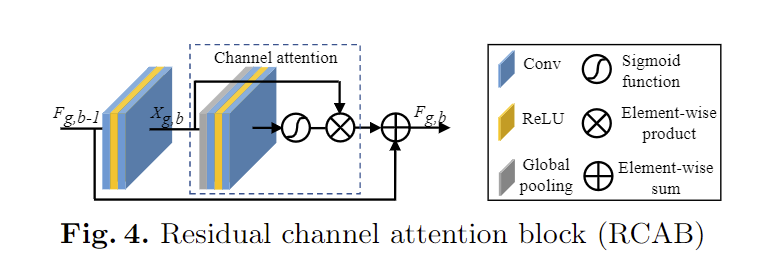 Channel attention
F_{g,b-1}
X_{g,b}
F_{g,b}
Conv
Sigmoid
function
ReLU
Element-wise
product
Global
pooling
Element-wise
sum
Fig. 4. Residual channel attention block (RCAB)